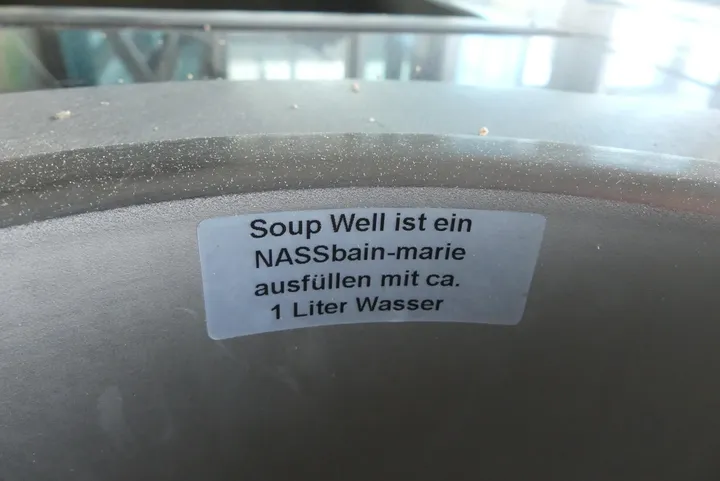 Soup Well ist ein
NASSbain-marie
ausfüllen mit ca.
1 Liter Wasser